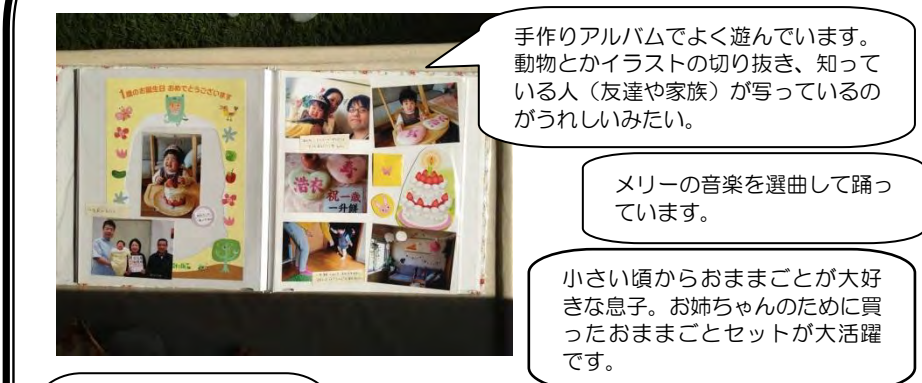 手作りアルバムでよく遊んでいます。
動物とかイラストの切り抜き、知って
いる人（友達や家族）が写っているの
がうれしいみたい。
1歳のお誕生日 おめでとうございます
浩衣
祝一歳
一升餅
メリーの音楽を選曲して踊っ
ています。
小さい頃からおままごとが大好
きな息子。お姉ちゃんのために買
ったおままごとセットが大活躍
です。